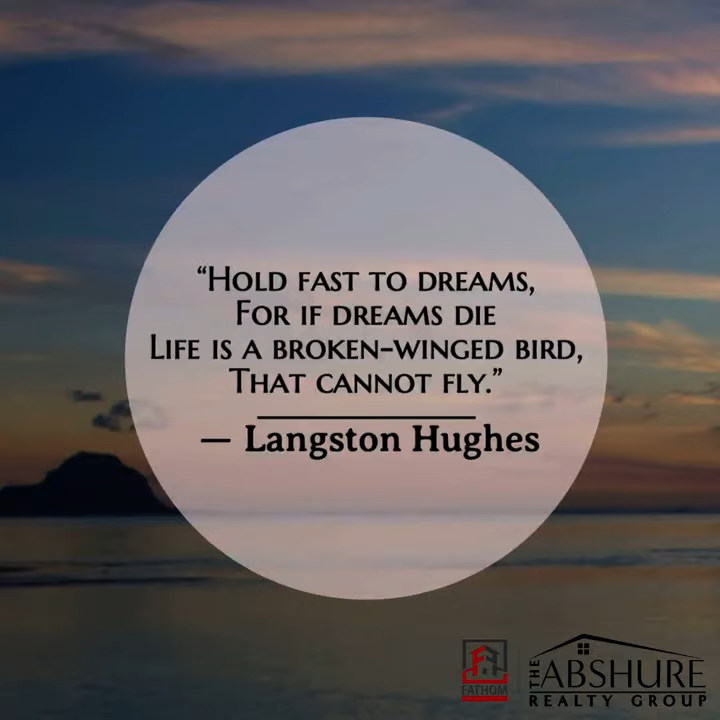 “HOLD FAST TO DREAMS,
FOR IF DREAMS DIE
LIFE IS A BROKEN-WINGED BIRD,
THAT CANNOT FLY.”
— Langston Hughes
FATHOM
THE ABSHURE
REALTY GROUP